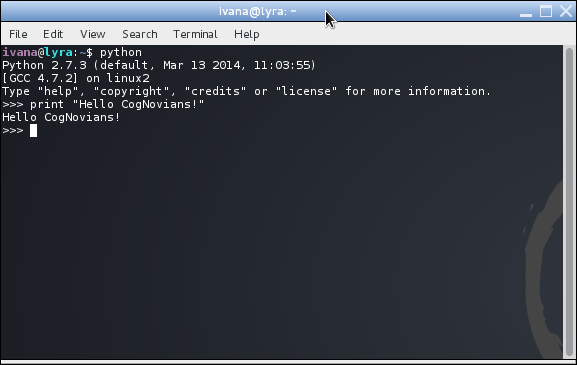 ivana@lyra: ~
File Edit View Search Terminal Help
ivana@lyra:~$ python
Python 2.7.3 (default, Mar 13 2014, 11:03:55)
[GCC 4.7.2] on linux2
Type "help", "copyright", "credits" or "license" for more information.
>>> print "Hello CogNovians!"
Hello CogNovians!
>>>